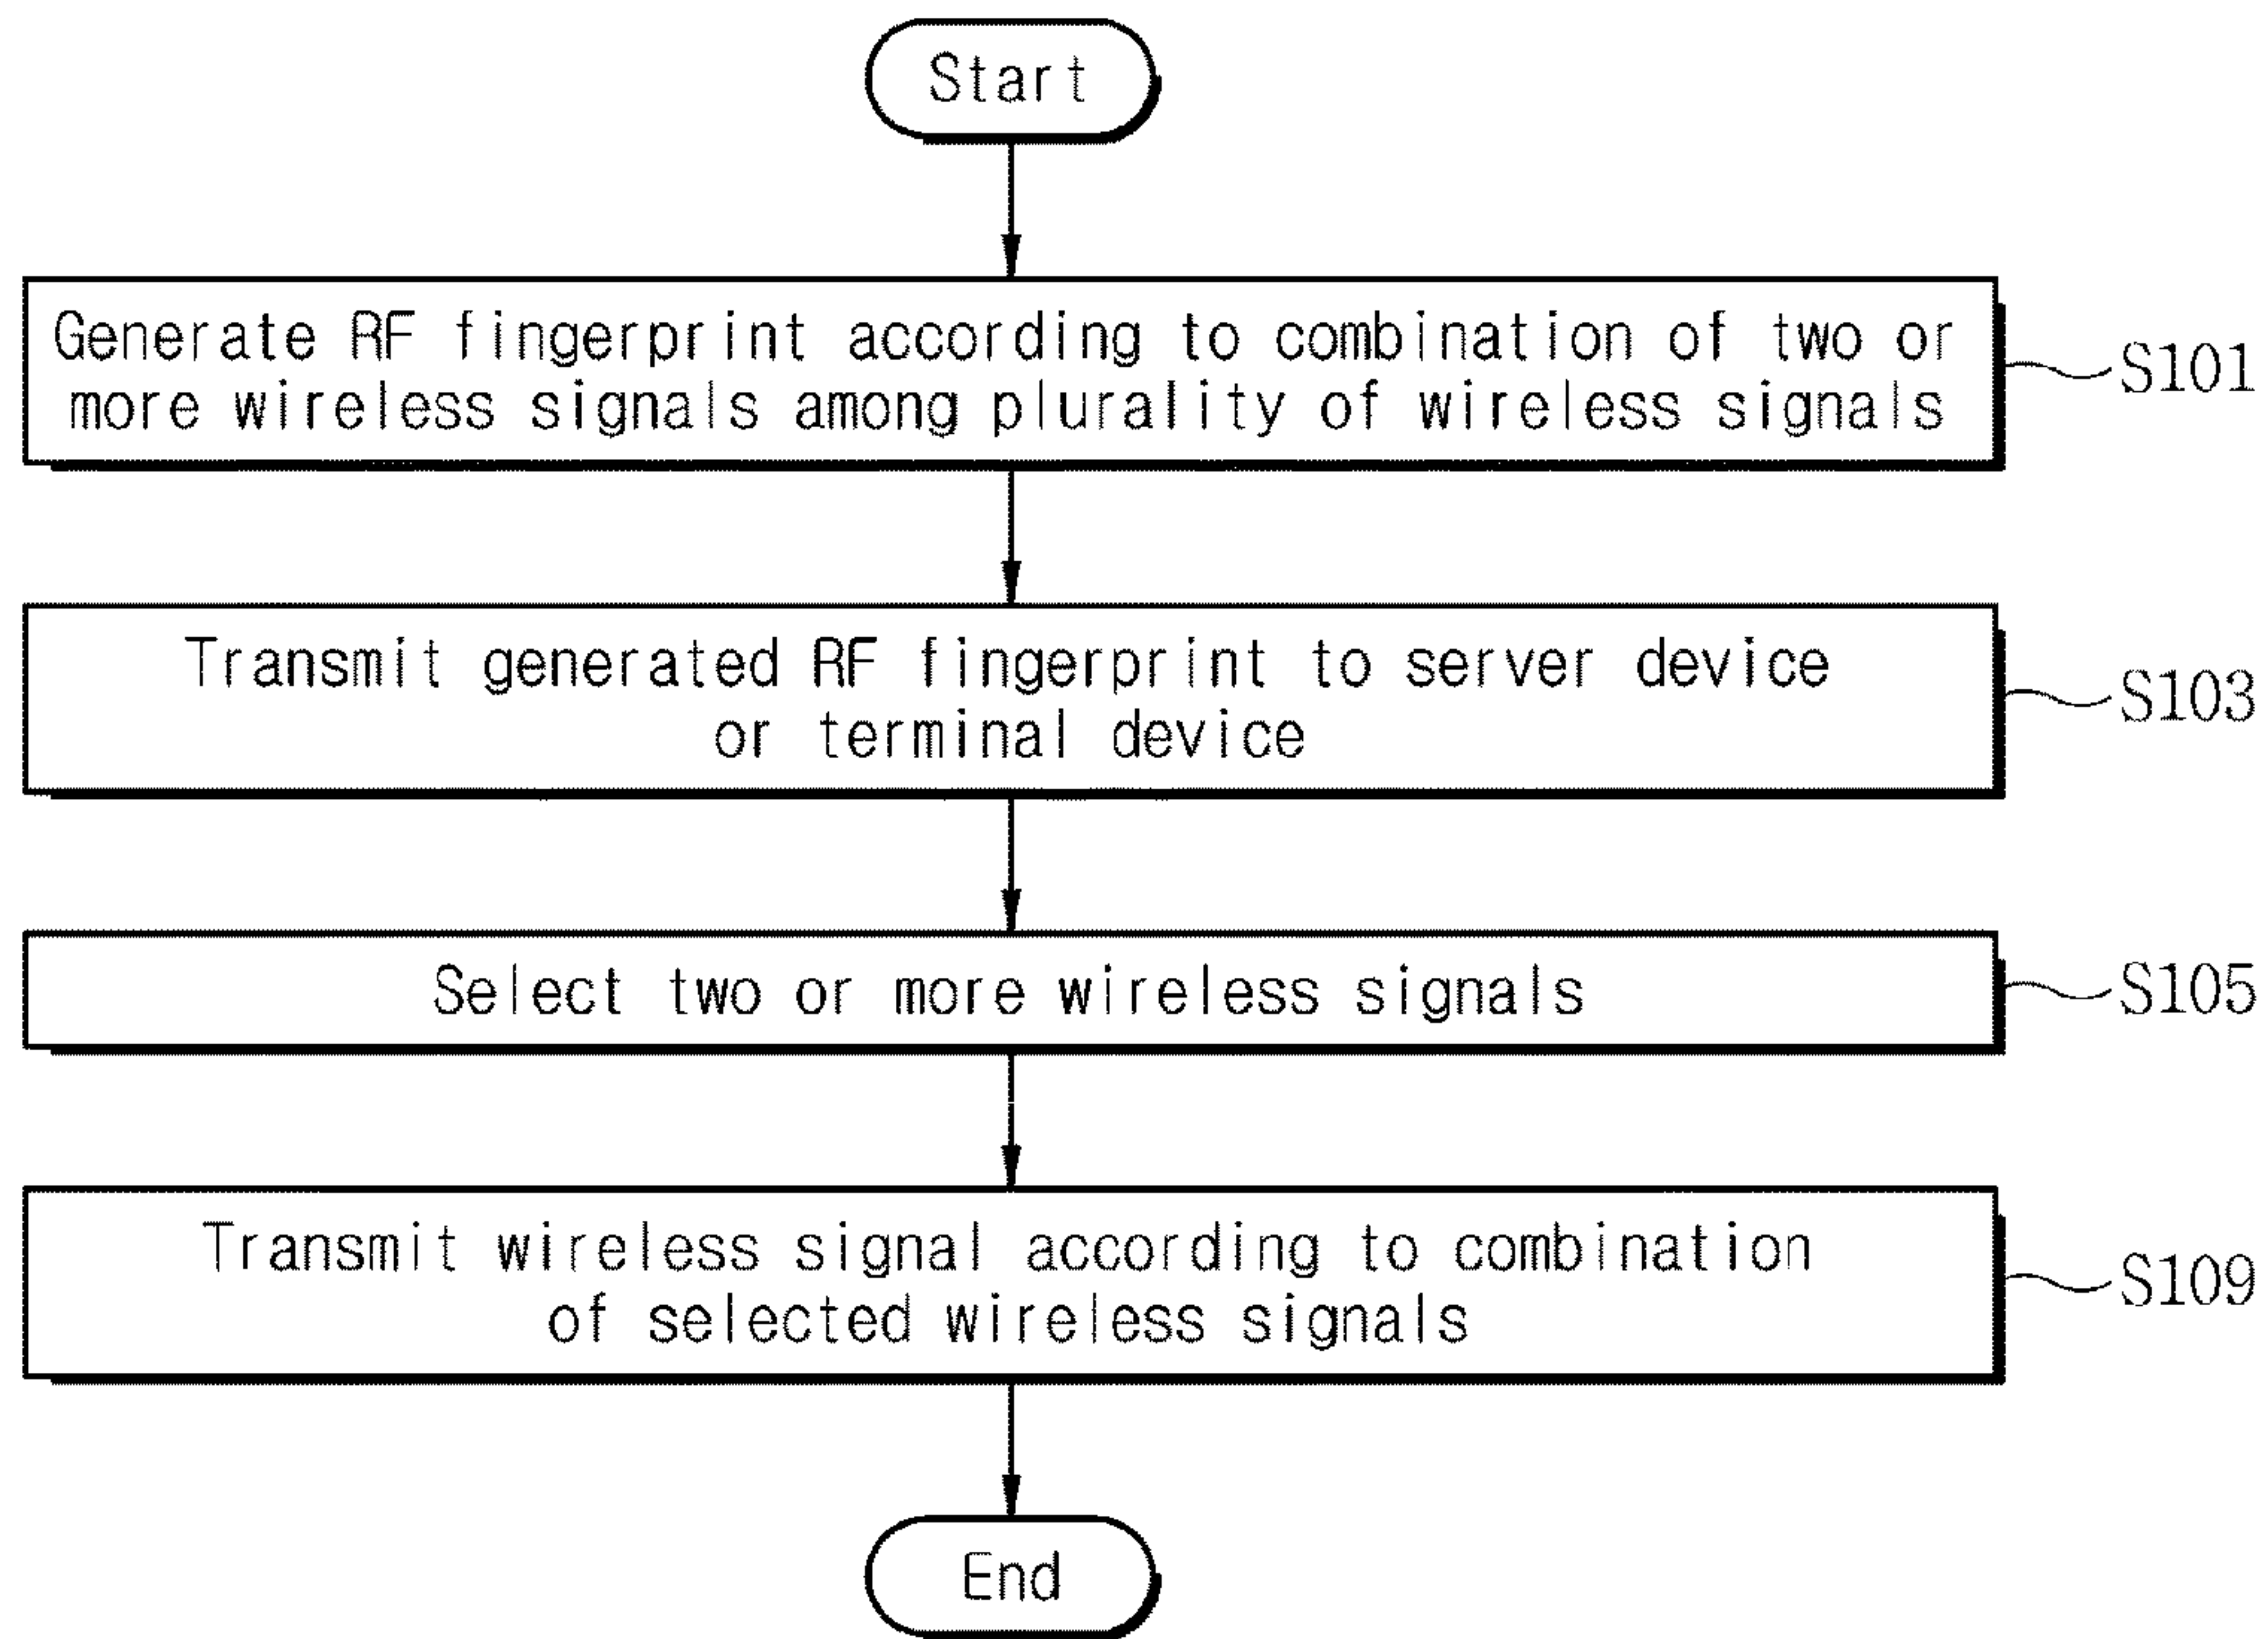 Start
Generate RF fingerprint according to combination of two or
more wireless signals among plurality of wireless signals
S101
Transmit generated RF fingerprint to server device
or terminal device
S103
Select two or more wireless signals
S105
Transmit wireless signal according to combination
of selected wireless signals
S109
End